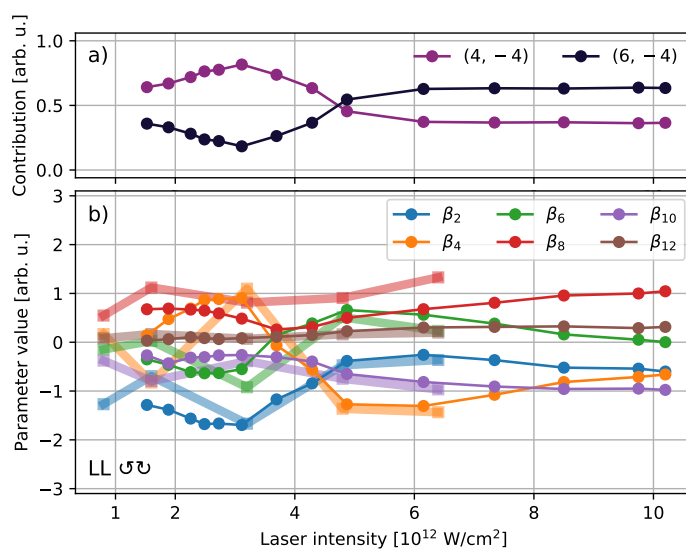 Contribution [arb. u.]
1.0
0.5
0.0
a)
(4, −4)
(6, −4)
Parameter value [arb. u.]
3
2
1
0
−1
−2
−3
b)
β2
β4
β6
β8
β10
β12
LL ↺↻
1
2
4
6
8
10
Laser intensity [10¹² W/cm²]